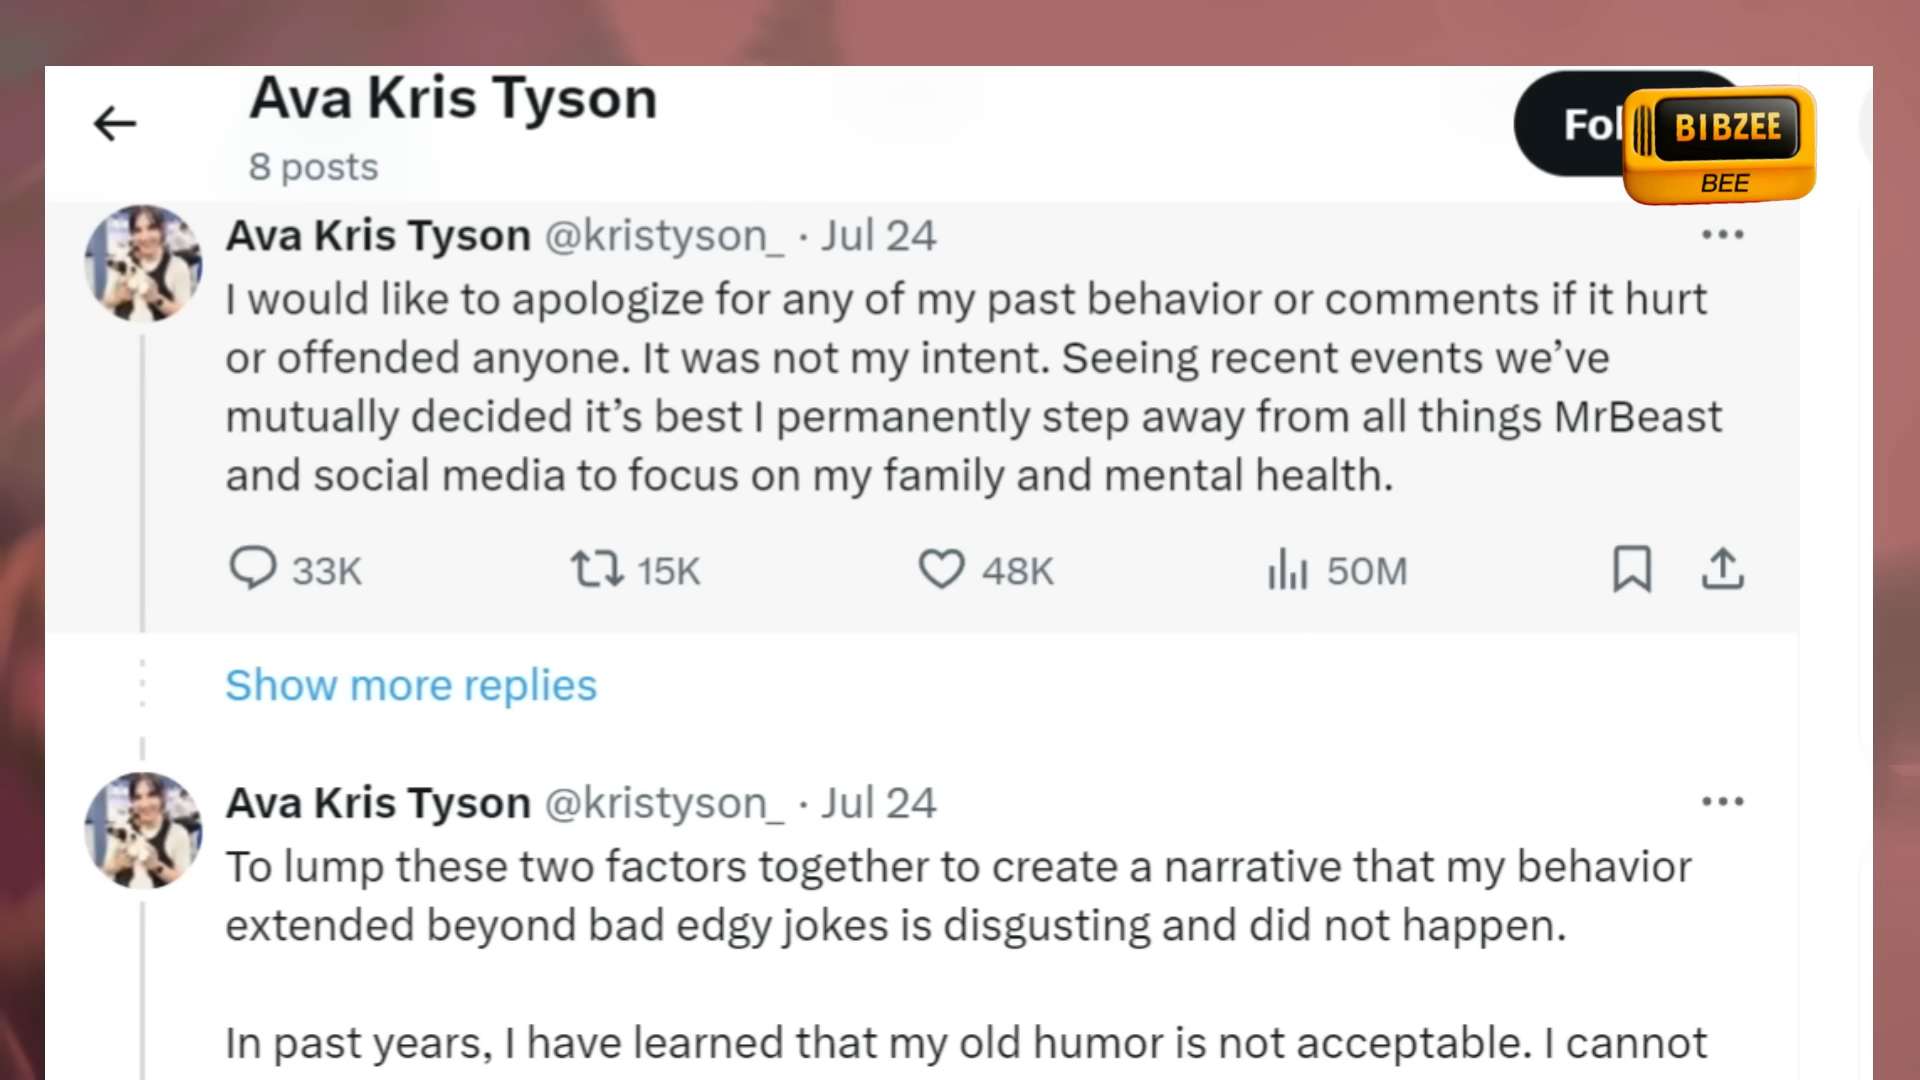 Ava Kris Tyson
8 posts
Fol
BIBZEE
BEE
Ava Kris Tyson @kristyson_ · Jul 24
I would like to apologize for any of my past behavior or comments if it hurt
or offended anyone. It was not my intent. Seeing recent events we’ve
mutually decided it’s best I permanently step away from all things MrBeast
and social media to focus on my family and mental health.
33K 15K 48K 50M
Show more replies
Ava Kris Tyson @kristyson_ · Jul 24
To lump these two factors together to create a narrative that my behavior
extended beyond bad edgy jokes is disgusting and did not happen.
In past years, I have learned that my old humor is not acceptable. I cannot